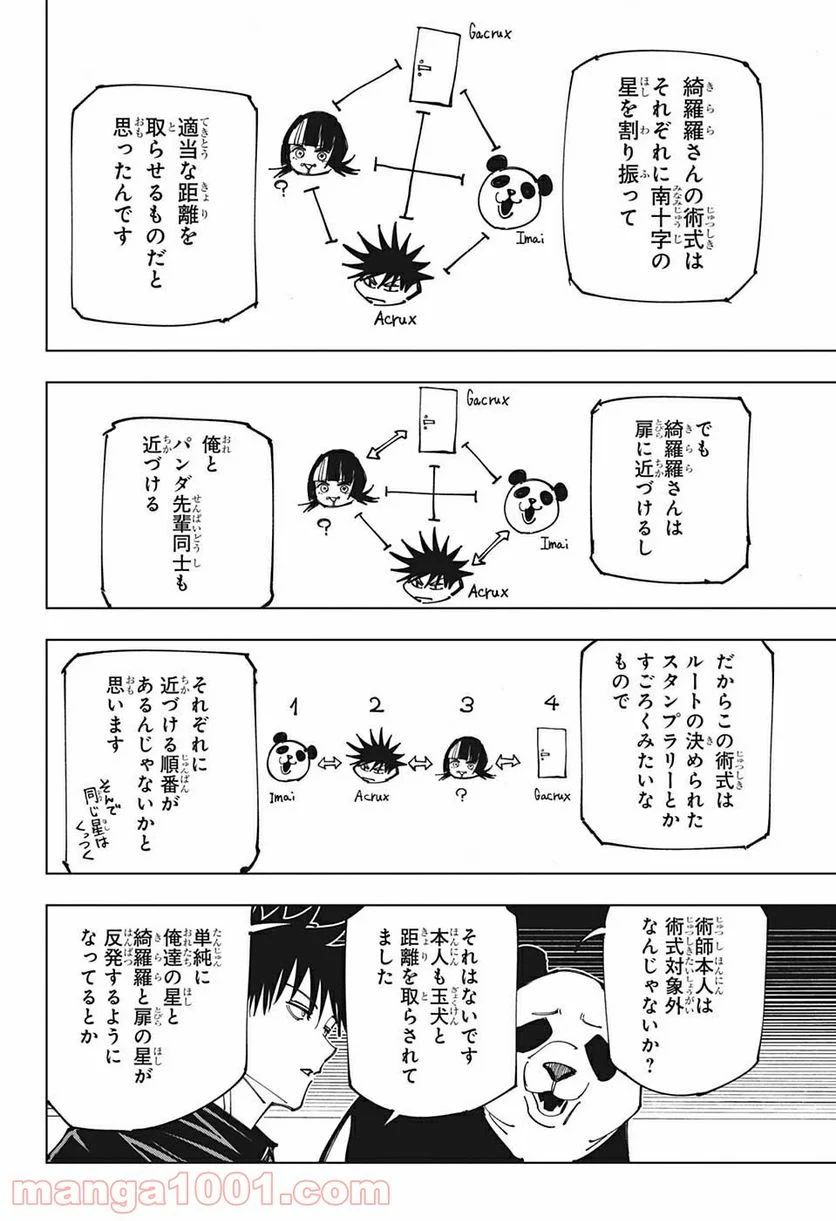 綺羅羅さんの術式は
それぞれに南十字の
星を割り振って
適当な距離を
取らせるものだと
思ったんです
Gacrux
?
Imai
Acrux
でも
綺羅羅さんは
扉に近づけるし
俺と
パンダ先輩同士も
近づける
Gacrux
?
Imai
Acrux
だからこの術式は
ルートの決められた
スタンプラリーとか
すごろくみたいな
もので
1 2 3 4
Imai Acrux ? Gacrux
それぞれに
近づける順番が
あるんじゃないかと
思います
そんで
同じ星は
くっつく
術師本人は
術式対象外
なんじゃないか?
それはないです
本人も玉犬と
距離を取らされて
ました
単純に
俺達の星と
綺羅羅と扉の星が
反発するように
なってるとか
manga1001.com